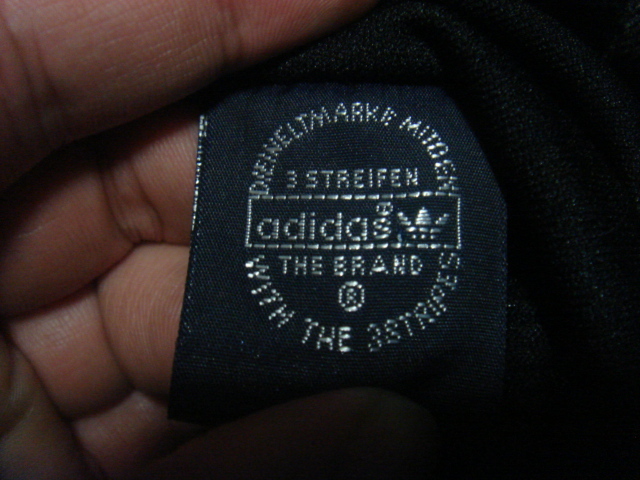 DIE WELTMARKE MIT DEN
3 STREIFEN
adidas®
THE BRAND
®
WITH THE 3 STRIPES